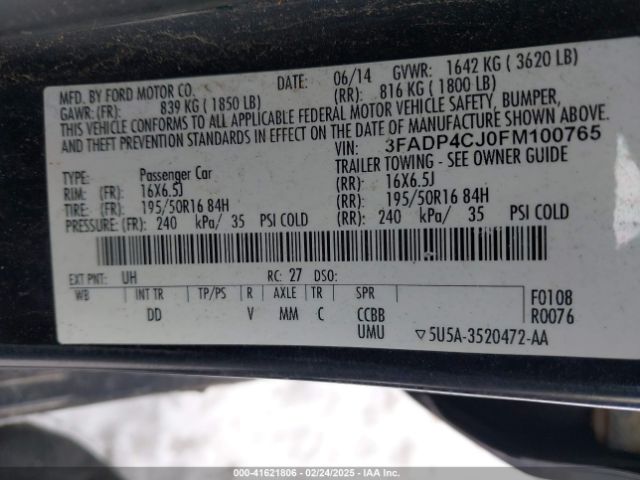 MFD. BY FORD MOTOR CO. DATE: 06/14 GVWR: 1642 KG ( 3620 LB)
GAWR: (FR): 839 KG ( 1850 LB) (RR): 816 KG ( 1800 LB)
THIS VEHICLE CONFORMS TO ALL APPLICABLE FEDERAL MOTOR VEHICLE SAFETY, BUMPER,
AND THEFT PREVENTION STANDARDS IN EFFECT ON THE DATE OF MANUFACTURE SHOWN ABOVE.
VIN: 3FADP4CJ0FM100765
TYPE: Passenger Car TRAILER TOWING - SEE OWNER GUIDE
RIM: (FR): 16X6.5J (RR): 16X6.5J
TIRE: (FR): 195/50R16 84H (RR): 195/50R16 84H
PRESSURE: (FR): 240 kPa/ 35 PSI COLD (RR): 240 kPa/ 35 PSI COLD
EXT PNT: UH RC: 27 DSO:
WB INT TR TP/PS R AXLE TR SPR F0108
DD V MM C CCBB R0076
UMU ▽5U5A-3520472-AA
000-41621806 - 02/24/2025 - IAA Inc.